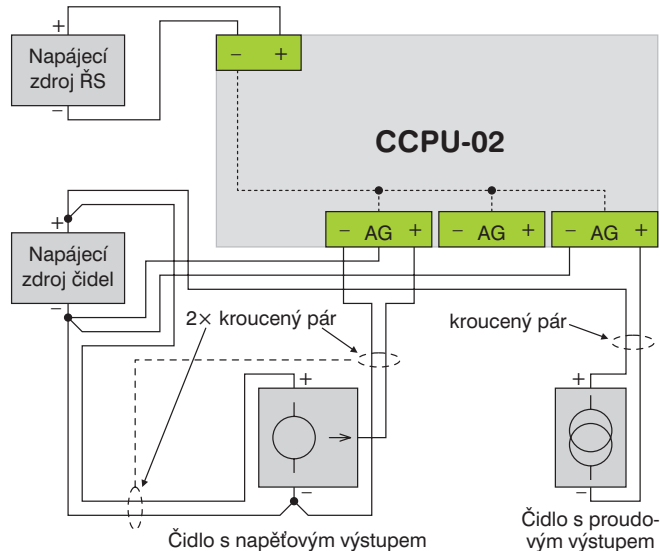 +
Napájecí
zdroj ŘS
−
− +
CCPU-02
− AG + − AG + − AG +
+
Napájecí
zdroj čidel
−
2× kroucený pár
kroucený pár
+
−
+
−
Čidlo s napěťovým výstupem
Čidlo s proudo-
vým výstupem